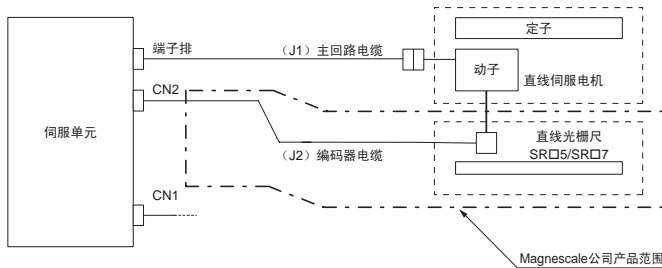 定子
端子排
（J1）主回路电缆
动子
直线伺服电机
CN2
伺服单元
直线光栅尺
SR□5/SR□7
（J2）编码器电缆
CN1
Magnescale公司产品范围